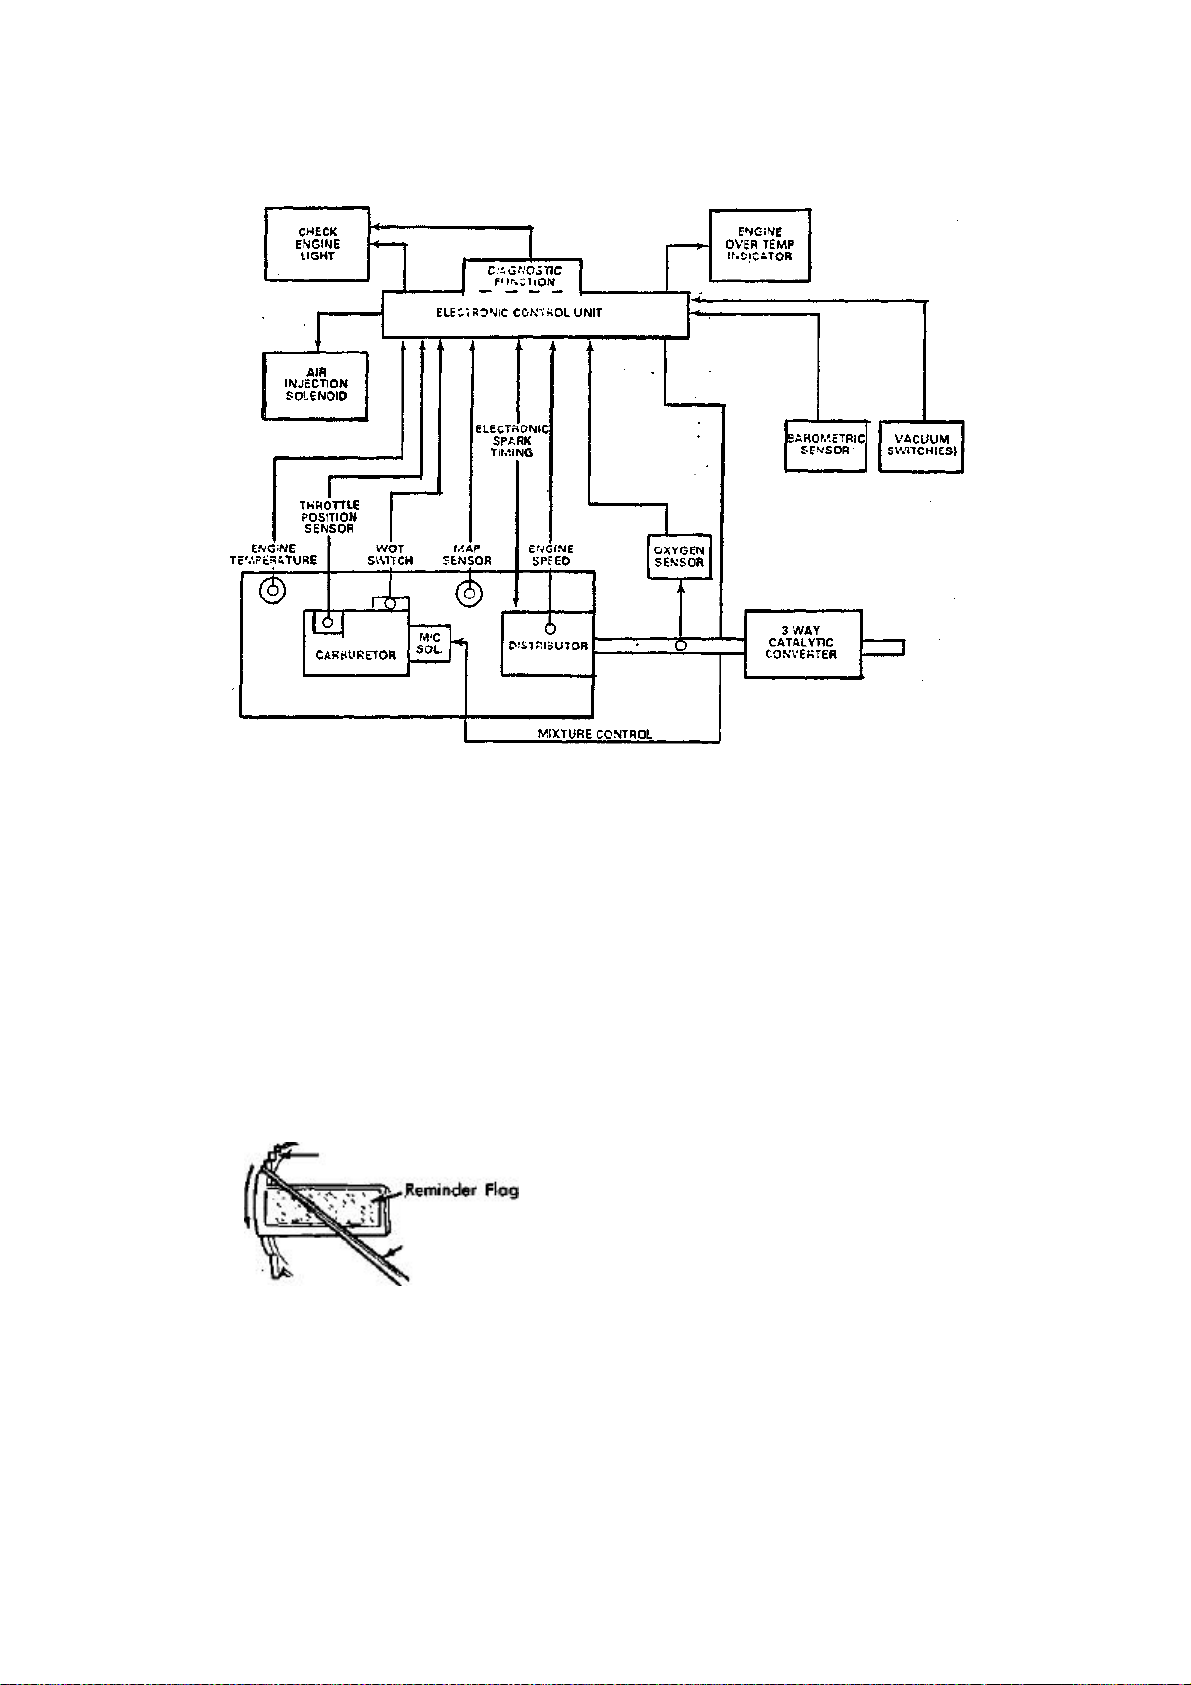 CHECK
ENGINE
LIGHT
ENGINE
OVER TEMP
INDICATOR
DIAGNOSTIC
FUNCTION
ELECTRONIC CONTROL UNIT
AIR
INJECTION
SOLENOID
ELECTRONIC
SPARK
TIMING
BAROMETRIC
SENSOR
VACUUM
SWITCH(ES)
THROTTLE
POSITION
SENSOR
ENGINE
TEMPERATURE
WOT
SWITCH
MAP
SENSOR
ENGINE
SPEED
OXYGEN
SENSOR
CARBURETOR
M/C
SOL.
DISTRIBUTOR
3 WAY
CATALYTIC
CONVERTER
MIXTURE CONTROL
Reminder Flag